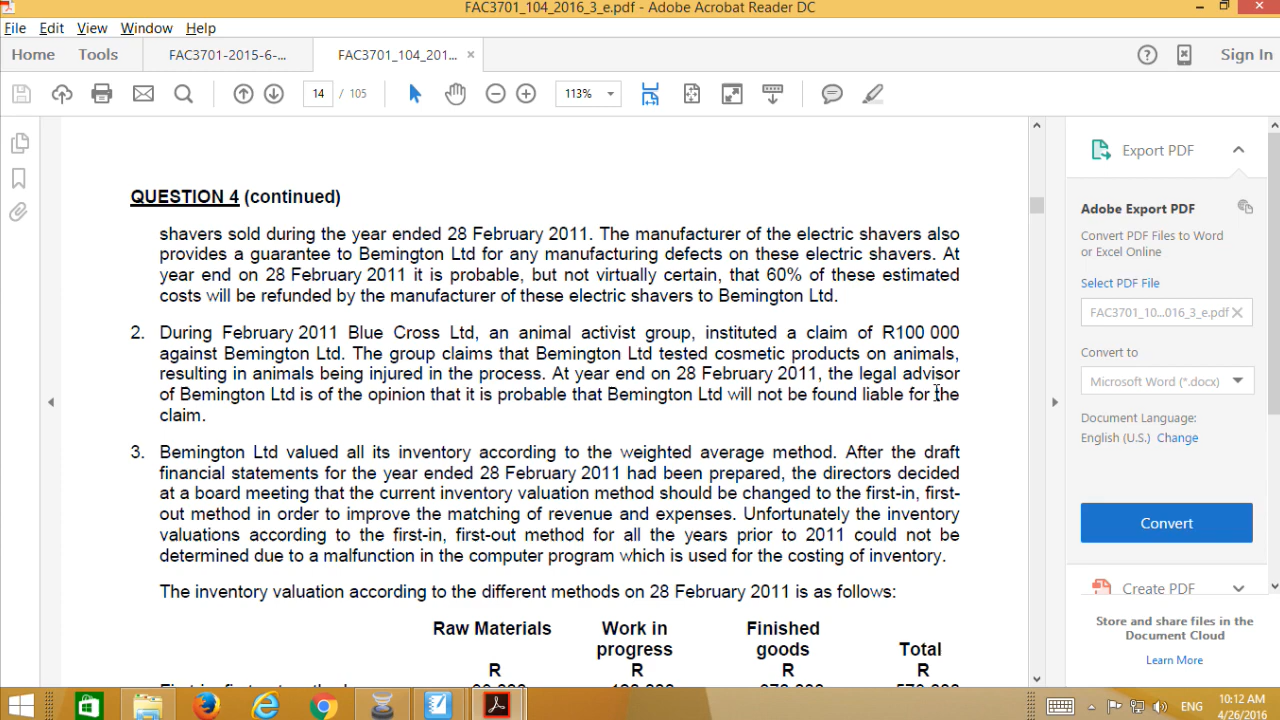 FAC3701_104_2016_3_e.pdf - Adobe Acrobat Reader DC
File Edit View Window Help
Home Tools FAC3701-2015-6-... FAC3701_104_201... × Sign In
14 / 105 113%
QUESTION 4 (continued)
shavers sold during the year ended 28 February 2011. The manufacturer of the electric shavers also
provides a guarantee to Bemington Ltd for any manufacturing defects on these electric shavers. At
year end on 28 February 2011 it is probable, but not virtually certain, that 60% of these estimated
costs will be refunded by the manufacturer of these electric shavers to Bemington Ltd.
2. During February 2011 Blue Cross Ltd, an animal activist group, instituted a claim of R100 000
against Bemington Ltd. The group claims that Bemington Ltd tested cosmetic products on animals,
resulting in animals being injured in the process. At year end on 28 February 2011, the legal advisor
of Bemington Ltd is of the opinion that it is probable that Bemington Ltd will not be found liable for the
claim.
3. Bemington Ltd valued all its inventory according to the weighted average method. After the draft
financial statements for the year ended 28 February 2011 had been prepared, the directors decided
at a board meeting that the current inventory valuation method should be changed to the first-in, first-
out method in order to improve the matching of revenue and expenses. Unfortunately the inventory
valuations according to the first-in, first-out method for all the years prior to 2011 could not be
determined due to a malfunction in the computer program which is used for the costing of inventory.
The inventory valuation according to the different methods on 28 February 2011 is as follows:
Raw Materials Work in Finished
progress goods Total
R R R R
Export PDF
Adobe Export PDF
Convert PDF Files to Word
or Excel Online
Select PDF File
FAC3701_10...016_3_e.pdf ×
Convert to
Microsoft Word (*.docx)
Document Language:
English (U.S.) Change
Convert
Create PDF
Store and share files in the
Document Cloud
Learn More
ENG
10:12 AM
4/26/2016